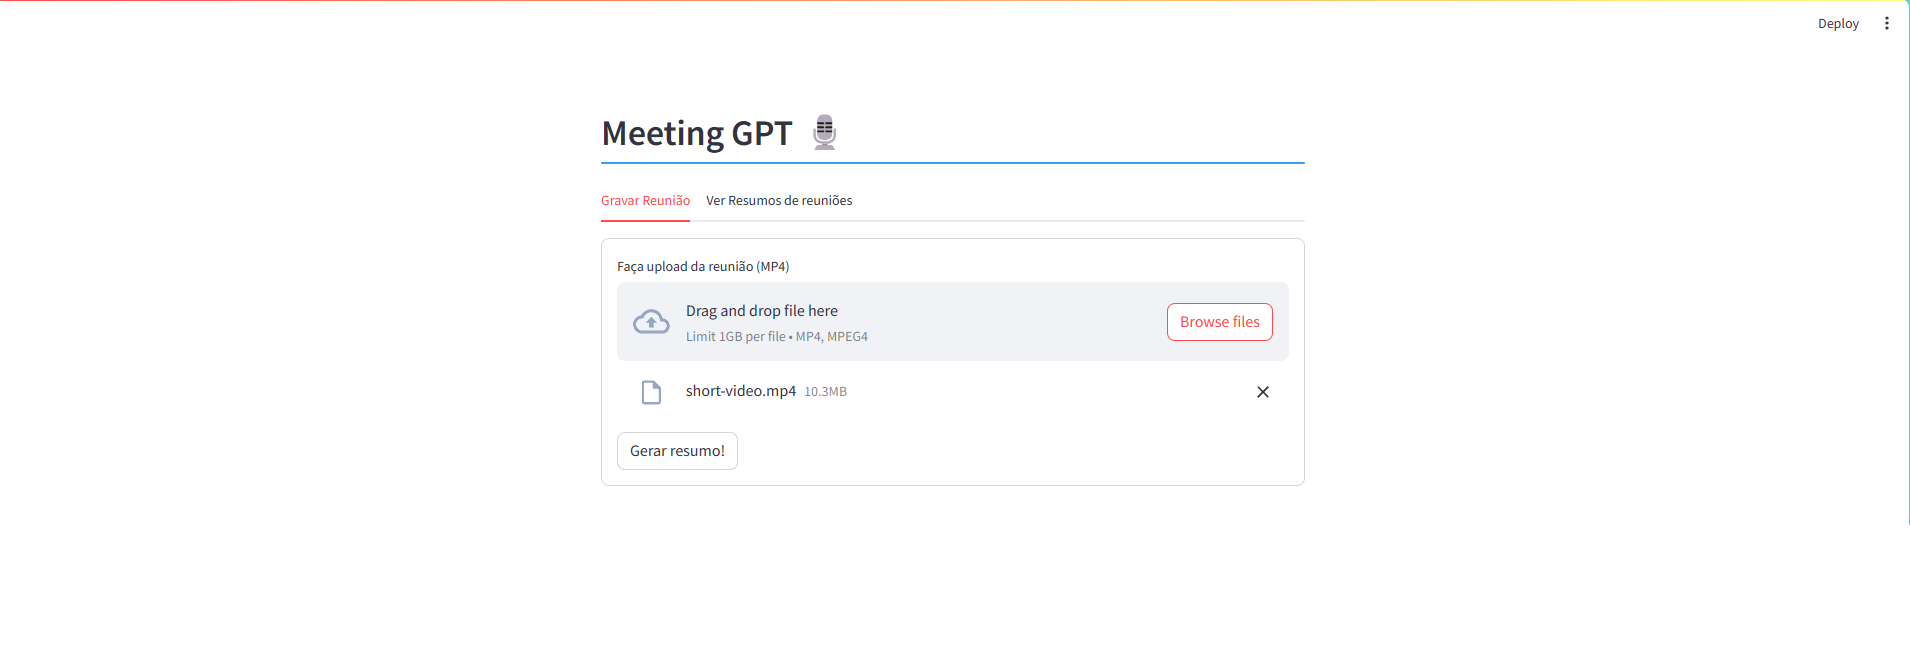 Deploy
Meeting GPT
Gravar Reunião
Ver Resumos de reuniões
Faça upload da reunião (MP4)
Drag and drop file here
Limit 1GB per file • MP4, MPEG4
Browse files
short-video.mp4 10.3MB
Gerar resumo!